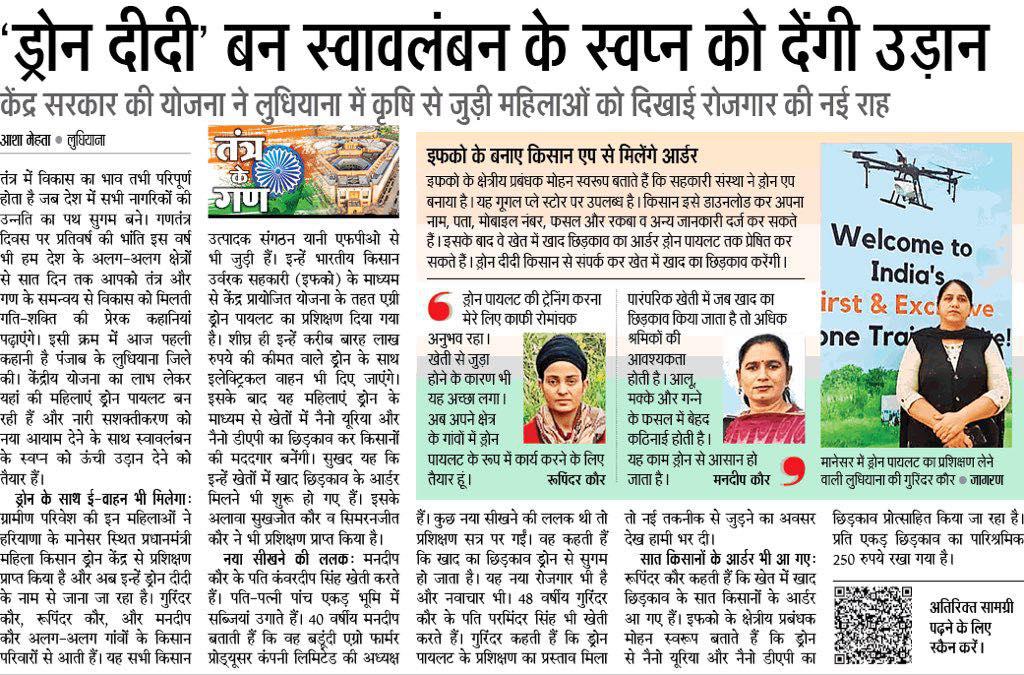 ‘ड्रोन दीदी’ बन स्वावलंबन के स्वप्न को देंगी उड़ान
केंद्र सरकार की योजना ने लुधियाना में कृषि से जुड़ी महिलाओं को दिखाई रोजगार की नई राह
आशा मेहता ● लुधियाना
तंत्र में विकास का भाव तभी परिपूर्ण
होता है जब देश में सभी नागरिकों की
उन्नति का पथ सुगम बने। गणतंत्र
दिवस पर प्रतिवर्ष की भांति इस वर्ष
भी हम देश के अलग-अलग क्षेत्रों
से सात दिन तक आपको तंत्र और
गण के समन्वय से विकास को मिलती
गति-शक्ति की प्रेरक कहानियां
पढ़ाएंगे। इसी क्रम में आज पहली
कहानी है पंजाब के लुधियाना जिले
की। केंद्रीय योजना का लाभ लेकर
यहां की महिलाएं ड्रोन पायलट बन
रही हैं और नारी सशक्तीकरण को
नया आयाम देने के साथ स्वावलंबन
के स्वप्न को ऊंची उड़ान देने को
तैयार हैं।
ड्रोन के साथ ई-वाहन भी मिलेगा:
ग्रामीण परिवेश की इन महिलाओं ने
हरियाणा के मानेसर स्थित प्रधानमंत्री
महिला किसान ड्रोन केंद्र से प्रशिक्षण
प्राप्त किया है और अब इन्हें ड्रोन दीदी
के नाम से जाना जा रहा है। गुरिंदर
कौर, रूपिंदर कौर, और मनदीप
कौर अलग-अलग गांवों के किसान
परिवारों से आती हैं। यह सभी किसान
तंत्र
के
गण
उत्पादक संगठन यानी एफपीओ से
भी जुड़ी हैं। इन्हें भारतीय किसान
उर्वरक सहकारी (इफको) के माध्यम
से केंद्र प्रायोजित योजना के तहत एग्री
ड्रोन पायलट का प्रशिक्षण दिया गया
है। शीघ्र ही इन्हें करीब बारह लाख
रुपये की कीमत वाले ड्रोन के साथ
इलेक्ट्रिकल वाहन भी दिए जाएंगे।
इसके बाद यह महिलाएं ड्रोन के
माध्यम से खेतों में नैनो यूरिया और
नैनो डीएपी का छिड़काव कर किसानों
की मददगार बनेंगी। सुखद यह कि
इन्हें खेतों में खाद छिड़काव के आर्डर
मिलने भी शुरू हो गए हैं। इसके
अलावा सुखजोत कौर व सिमरनजीत
कौर ने भी प्रशिक्षण प्राप्त किया है।
नया सीखने की ललक: मनदीप
कौर के पति कंवरदीप सिंह खेती करते
हैं। पति-पत्नी पांच एकड़ भूमि में
सब्जियां उगाते हैं। 40 वर्षीय मनदीप
बताती हैं कि वह बड़ूंदी एग्रो फार्मर
प्रोड्यूसर कंपनी लिमिटेड की अध्यक्ष
इफको के बनाए किसान एप से मिलेंगे आर्डर
इफको के क्षेत्रीय प्रबंधक मोहन स्वरूप बताते हैं कि सहकारी संस्था ने ड्रोन एप
बनाया है। यह गूगल प्ले स्टोर पर उपलब्ध है। किसान इसे डाउनलोड कर अपना
नाम, पता, मोबाइल नंबर, फसल और रकबा व अन्य जानकारी दर्ज कर सकते
हैं। इसके बाद वे खेत में खाद छिड़काव का आर्डर ड्रोन पायलट तक प्रेषित कर
सकते हैं। ड्रोन दीदी किसान से संपर्क कर खेत में खाद का छिड़काव करेंगी।
ड्रोन पायलट की ट्रेनिंग करना
मेरे लिए काफी रोमांचक
अनुभव रहा।
खेती से जुड़ा
होने के कारण भी
यह अच्छा लगा।
अब अपने क्षेत्र
के गांवों में ड्रोन
पायलट के रूप में कार्य करने के लिए
तैयार हूं।
रूपिंदर कौर
पारंपरिक खेती में जब खाद का
छिड़काव किया जाता है तो अधिक
श्रमिकों की
आवश्यकता
होती है। आलू,
मक्के और गन्ने
के फसल में बेहद
कठिनाई होती है।
यह काम ड्रोन से आसान हो
जाता है।
मनदीप कौर
Welcome to
India's
First & Exclusive
one Train
te!
मानेसर में ड्रोन पायलट का प्रशिक्षण लेने
वाली लुधियाना की गुरिंदर कौर ● जागरण
हैं। कुछ नया सीखने की ललक थी तो
प्रशिक्षण सत्र पर गईं। वह कहती हैं
कि खाद का छिड़काव ड्रोन से सुगम
हो जाता है। यह नया रोजगार भी है
और नवाचार भी। 48 वर्षीय गुरिंदर
कौर के पति परमिंदर सिंह भी खेती
करते हैं। गुरिंदर कहती हैं कि ड्रोन
पायलट के प्रशिक्षण का प्रस्ताव मिला
तो नई तकनीक से जुड़ने का अवसर
देख हामी भर दी।
सात किसानों के आर्डर भी आ गए:
रूपिंदर कौर कहती हैं कि खेत में खाद
छिड़काव के सात किसानों के आर्डर
आ गए हैं। इफको के क्षेत्रीय प्रबंधक
मोहन स्वरूप बताते हैं कि ड्रोन
से नैनो यूरिया और नैनो डीएपी का
छिड़काव प्रोत्साहित किया जा रहा है।
प्रति एकड़ छिड़काव का पारिश्रमिक
250 रुपये रखा गया है।
अतिरिक्त सामग्री
पढ़ने के लिए
स्कैन करें।